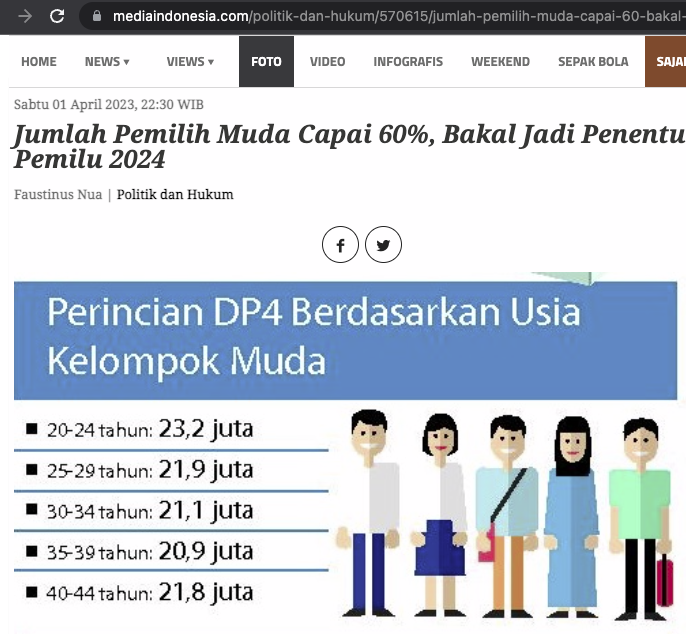 mediaindonesia.com/politik-dan-hukum/570615/jumlah-pemilih-muda-capai-60-bakal-
HOME NEWS ▾ VIEWS ▾ FOTO VIDEO INFOGRAFIS WEEKEND SEPAK BOLA SAJA
Sabtu 01 April 2023, 22:30 WIB
Jumlah Pemilih Muda Capai 60%, Bakal Jadi Penentu
Pemilu 2024
Faustinus Nua | Politik dan Hukum
Perincian DP4 Berdasarkan Usia
Kelompok Muda
■ 20-24 tahun: 23,2 juta
■ 25-29 tahun: 21,9 juta
■ 30-34 tahun: 21,1 juta
■ 35-39 tahun: 20,9 juta
■ 40-44 tahun: 21,8 juta